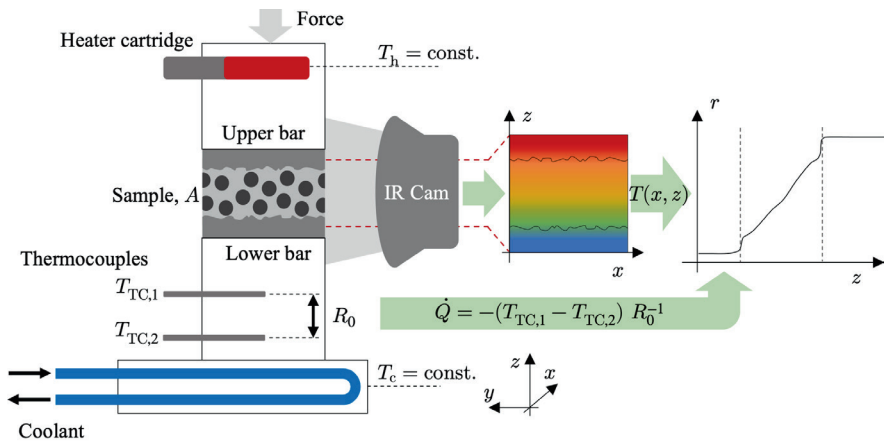 Force
Heater cartridge
T_h = const.
Upper bar
Sample, A
IR Cam
z
x
T(x, z)
r
z
Lower bar
Thermocouples
T_TC,1
T_TC,2
R_0
Q̇ = −(T_TC,1 − T_TC,2) R_0^−1
T_c = const.
z
x
y
Coolant